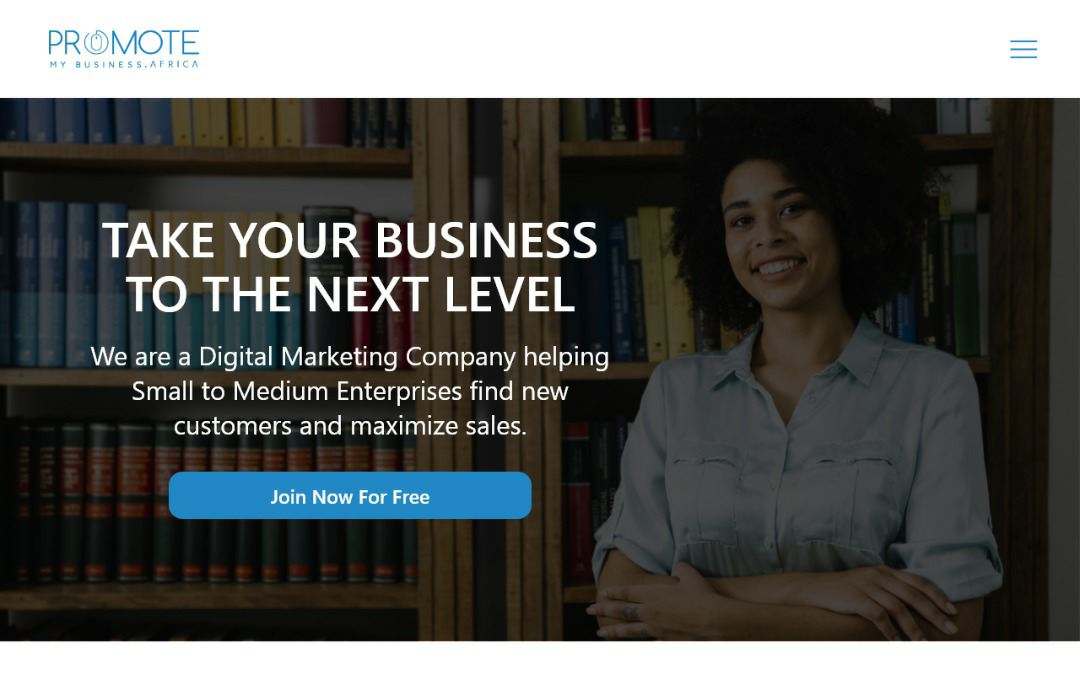 PROMOTE
MY BUSINESS.AFRICA
TAKE YOUR BUSINESS
TO THE NEXT LEVEL
We are a Digital Marketing Company helping
Small to Medium Enterprises find new
customers and maximize sales.
Join Now For Free